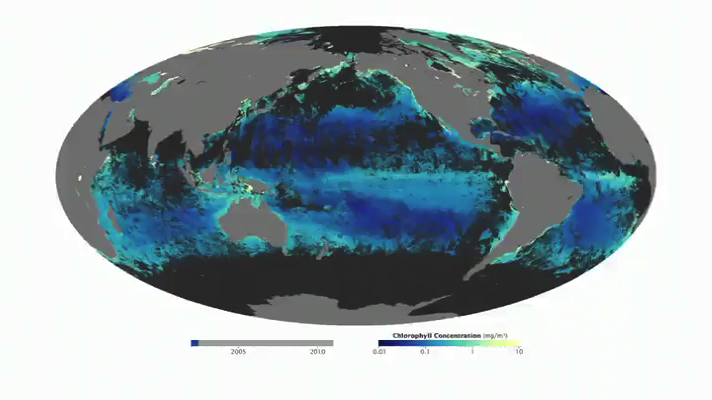 Chlorophyll Concentration (mg/m³)
2005 2010 0.01 0.1 1 10